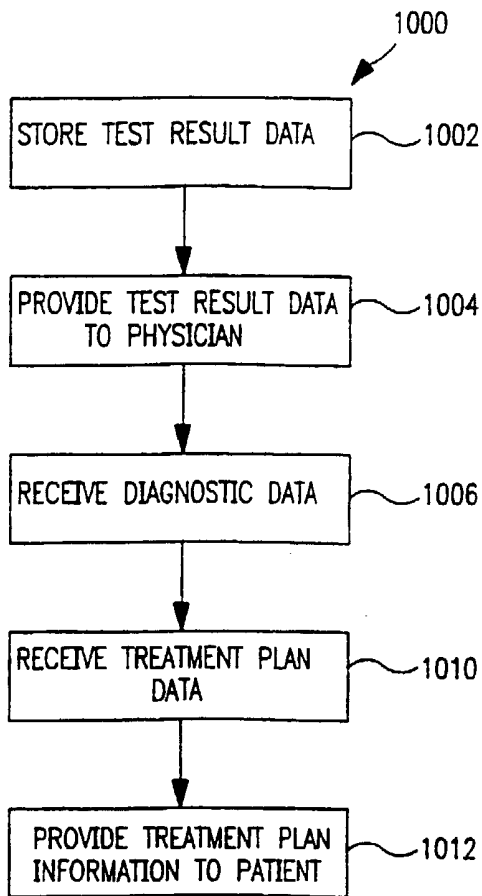 1000
STORE TEST RESULT DATA
1002
PROVIDE TEST RESULT DATA
TO PHYSICIAN
1004
RECEIVE DIAGNOSTIC DATA
1006
RECEIVE TREATMENT PLAN
DATA
1010
PROVIDE TREATMENT PLAN
INFORMATION TO PATIENT
1012